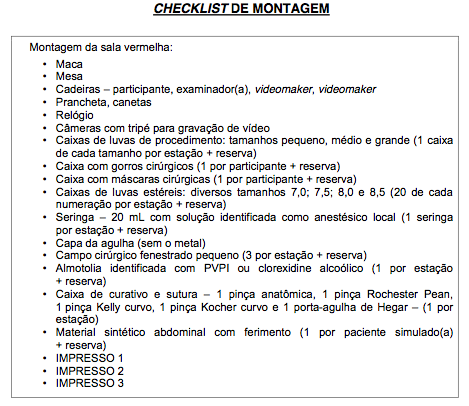 CHECKLIST DE MONTAGEM
Montagem da sala vermelha:
• Maca
• Mesa
• Cadeiras – participante, examinador(a), videomaker, videomaker
• Prancheta, canetas
• Relógio
• Câmeras com tripé para gravação de vídeo
• Caixas de luvas de procedimento: tamanhos pequeno, médio e grande (1 caixa
de cada tamanho por estação + reserva)
• Caixa com gorros cirúrgicos (1 por participante + reserva)
• Caixa com máscaras cirúrgicas (1 por participante + reserva)
• Caixas de luvas estéreis: diversos tamanhos 7,0; 7,5; 8,0 e 8,5 (20 de cada
numeração por estação + reserva)
• Seringa – 20 mL com solução identificada como anestésico local (1 seringa
por estação + reserva)
• Capa da agulha (sem o metal)
• Campo cirúrgico fenestrado pequeno (3 por estação + reserva)
• Almotolia identificada com PVPI ou clorexidine alcoólico (1 por estação
+ reserva)
• Caixa de curativo e sutura – 1 pinça anatômica, 1 pinça Rochester Pean,
1 pinça Kelly curvo, 1 pinça Kocher curvo e 1 porta-agulha de Hegar – (1 por
estação)
• Material sintético abdominal com ferimento (1 por paciente simulado(a)
+ reserva)
• IMPRESSO 1
• IMPRESSO 2
• IMPRESSO 3